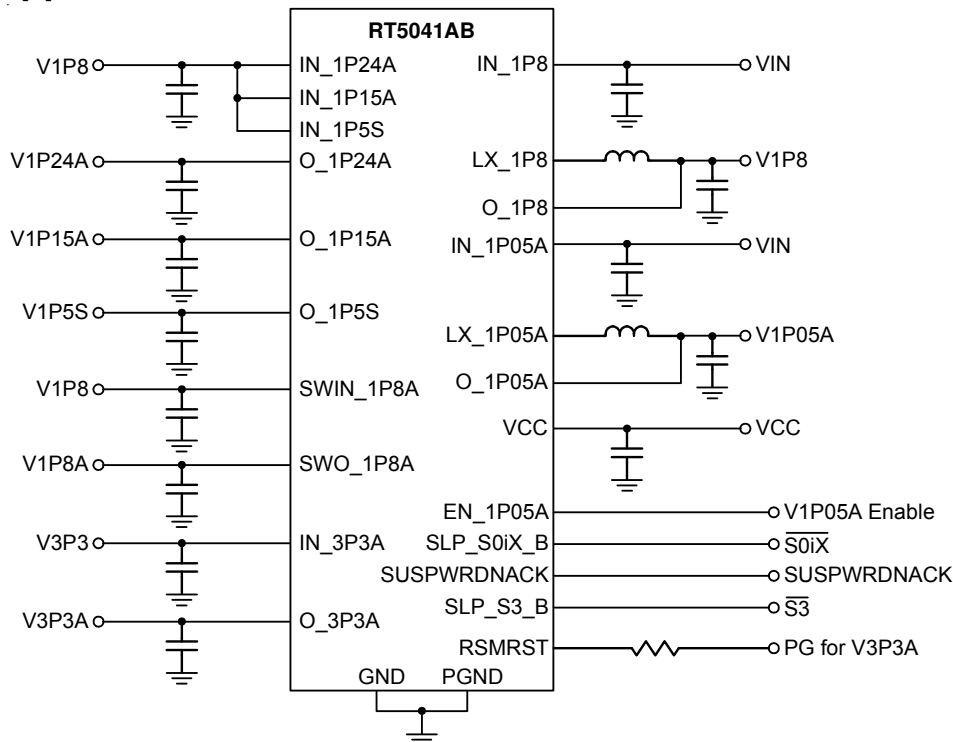 RT5041AB
V1P8
IN_1P24A
IN_1P15A
IN_1P5S
V1P24A
O_1P24A
V1P15A
O_1P15A
V1P5S
O_1P5S
V1P8
SWIN_1P8A
V1P8A
SWO_1P8A
V3P3
IN_3P3A
V3P3A
O_3P3A
IN_1P8
VIN
LX_1P8
V1P8
O_1P8
IN_1P05A
VIN
LX_1P05A
V1P05A
O_1P05A
VCC
VCC
EN_1P05A
V1P05A Enable
SLP_S0iX_B
S0iX
SUSPWRDNACK
SUSPWRDNACK
SLP_S3_B
S3
RSMRST
PG for V3P3A
GND
PGND